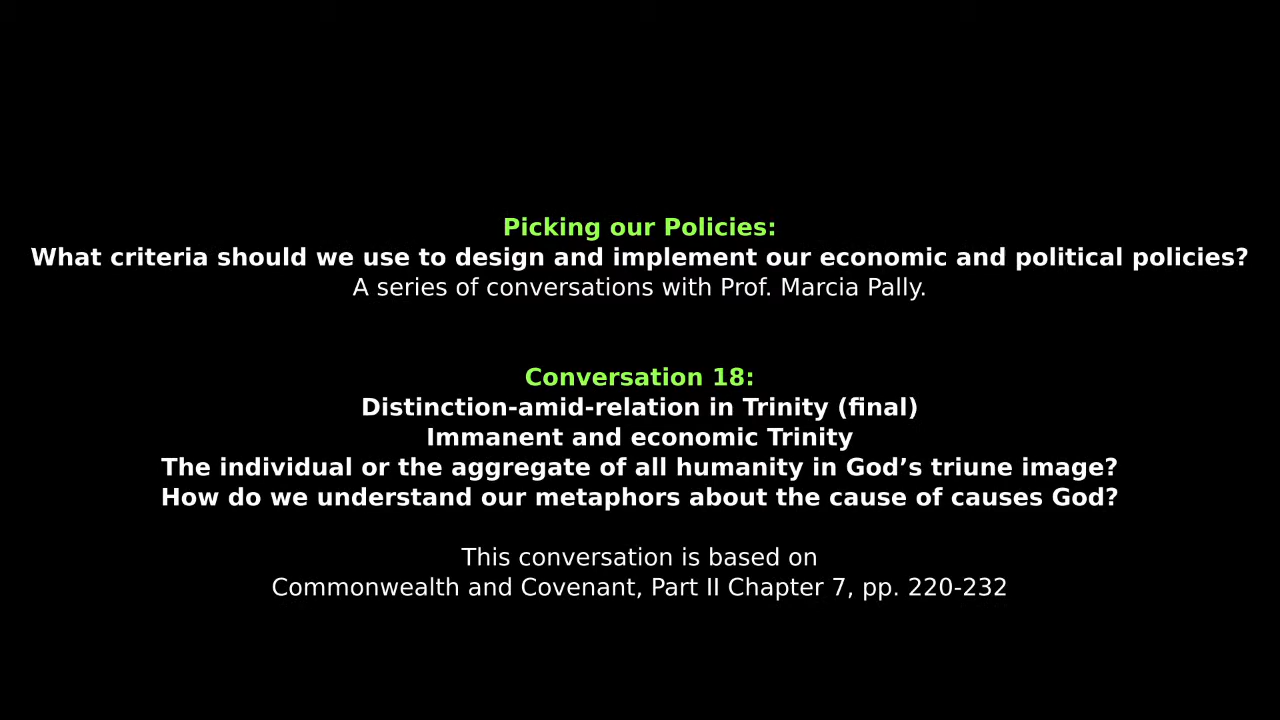 Picking our Policies:
What criteria should we use to design and implement our economic and political policies?
A series of conversations with Prof. Marcia Pally.
Conversation 18:
Distinction-amid-relation in Trinity (final)
Immanent and economic Trinity
The individual or the aggregate of all humanity in God’s triune image?
How do we understand our metaphors about the cause of causes God?
This conversation is based on
Commonwealth and Covenant, Part II Chapter 7, pp. 220-232